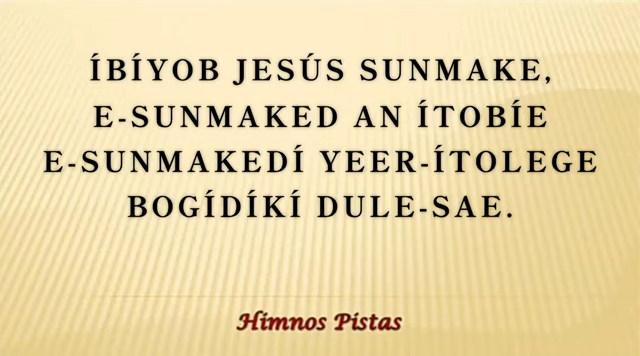 ÍBÍYOB JESÚS SUNMAKE,
E-SUNMAKED AN ÍTOBÍE
E-SUNMAKEDÍ YEER-ÍTOLEGE
BOGÍDÍKÍ DULE-SAE.
Himnos Pistas